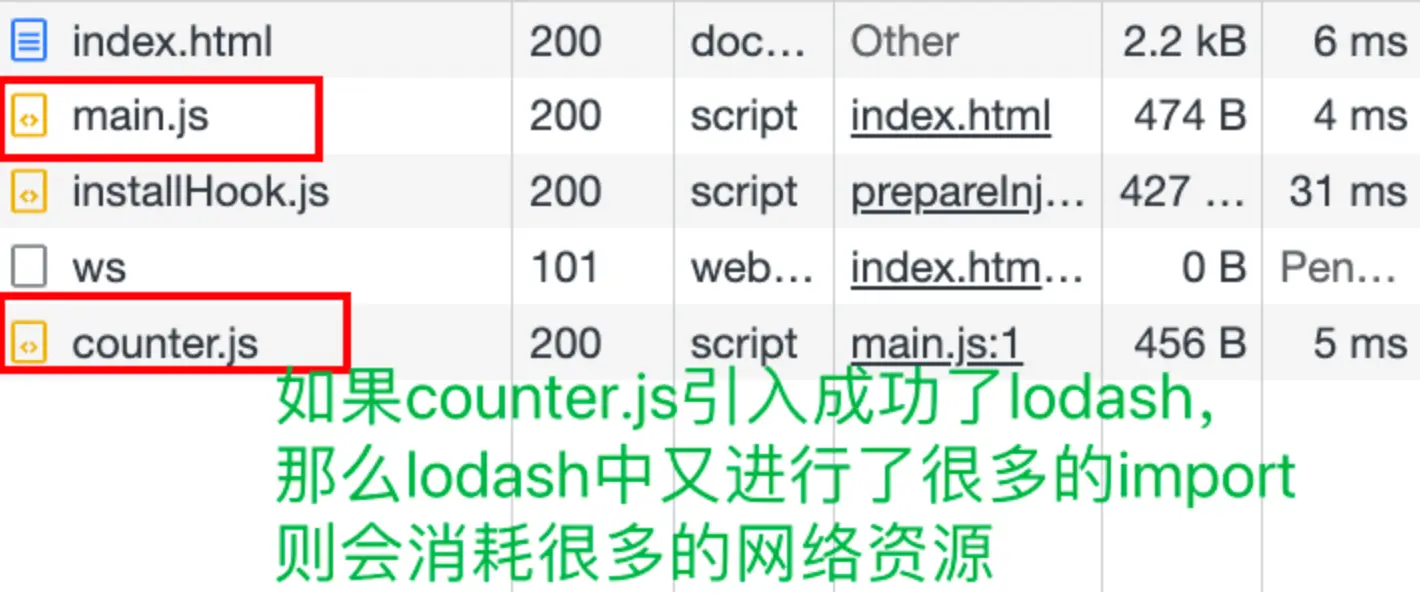 index.html 200 doc... Other 2.2 kB 6 ms
main.js 200 script index.html 474 B 4 ms
installHook.js 200 script prepareInj... 427 ... 31 ms
ws 101 web... index.htm... 0 B Pen...
counter.js 200 script main.js:1 456 B 5 ms
如果counter.js引入成功了lodash,
那么lodash中又进行了很多的import
则会消耗很多的网络资源